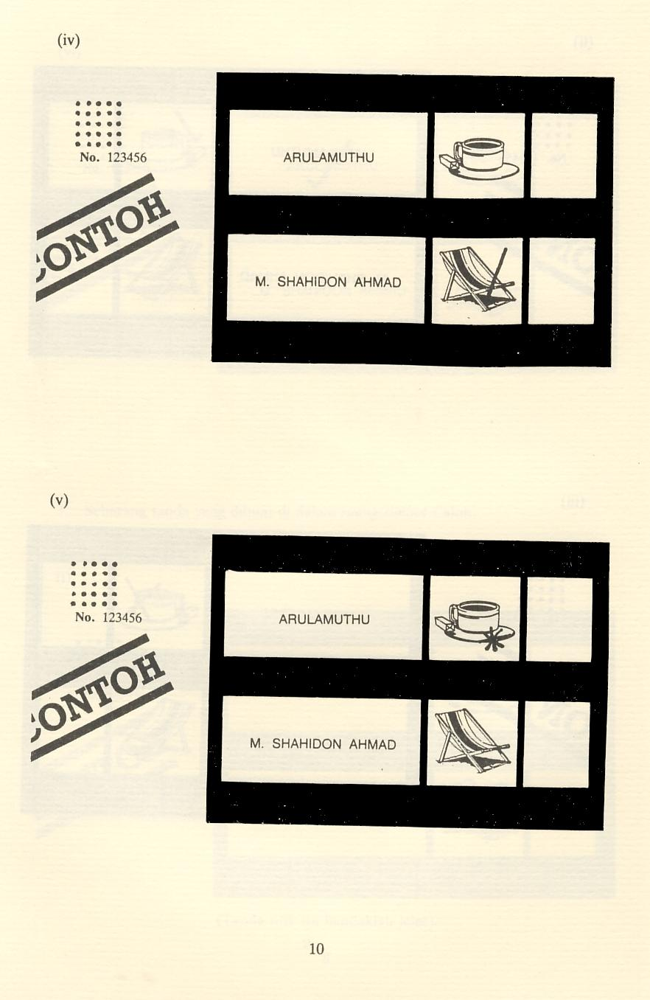 (iv)
No. 123456
CONTOH
ARULAMUTHU
M. SHAHIDON AHMAD
(v)
No. 123456
CONTOH
ARULAMUTHU
M. SHAHIDON AHMAD
10